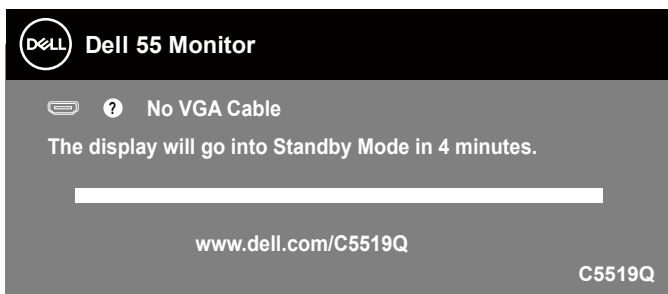 DELL Dell 55 Monitor
? No VGA Cable
The display will go into Standby Mode in 4 minutes.
www.dell.com/C5519Q
C5519Q